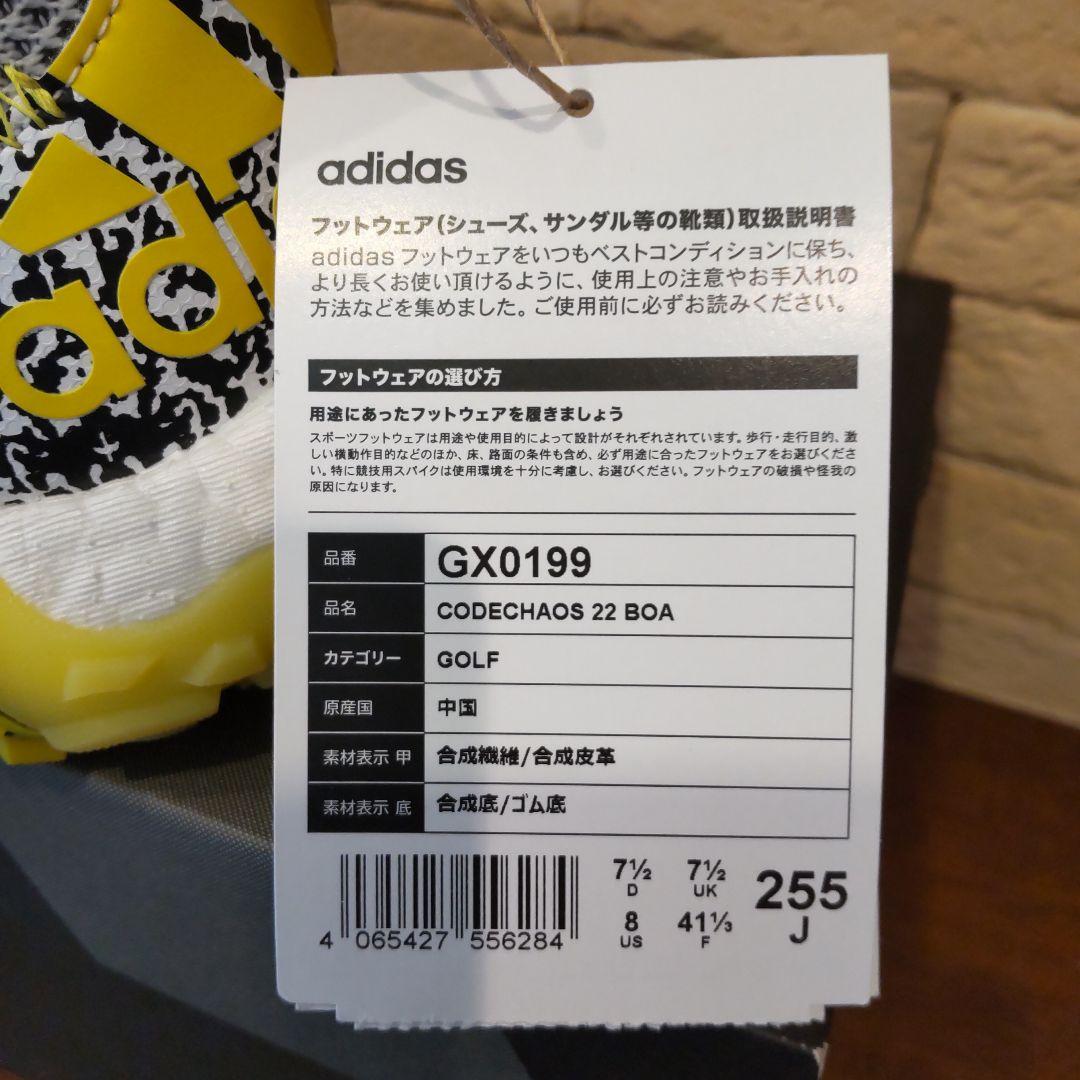 adidas
フットウェア(シューズ、サンダル等の靴類)取扱説明書
adidas フットウェアをいつもベストコンディションに保ち、
より長くお使い頂けるように、使用上の注意やお手入れの
方法などを集めました。ご使用前に必ずお読みください。
フットウェアの選び方
用途にあったフットウェアを履きましょう
スポーツフットウェアは用途や使用目的によって設計がそれぞれされています。歩行・走行目的、激
しい横動作目的などのほか、床、路面の条件も含め、必ず用途に合ったフットウェアをお選びくださ
い。特に競技用スパイクは使用環境を十分に考慮し、お選びください。フットウェアの破損や怪我の
原因になります。
品番 GX0199
品名 CODECHAOS 22 BOA
カテゴリー GOLF
原産国 中国
素材表示 甲 合成繊維/合成皮革
素材表示 底 合成底/ゴム底
7½ D 7½ UK 255 J
8 US 41⅓ F
4 065427 556284
adi